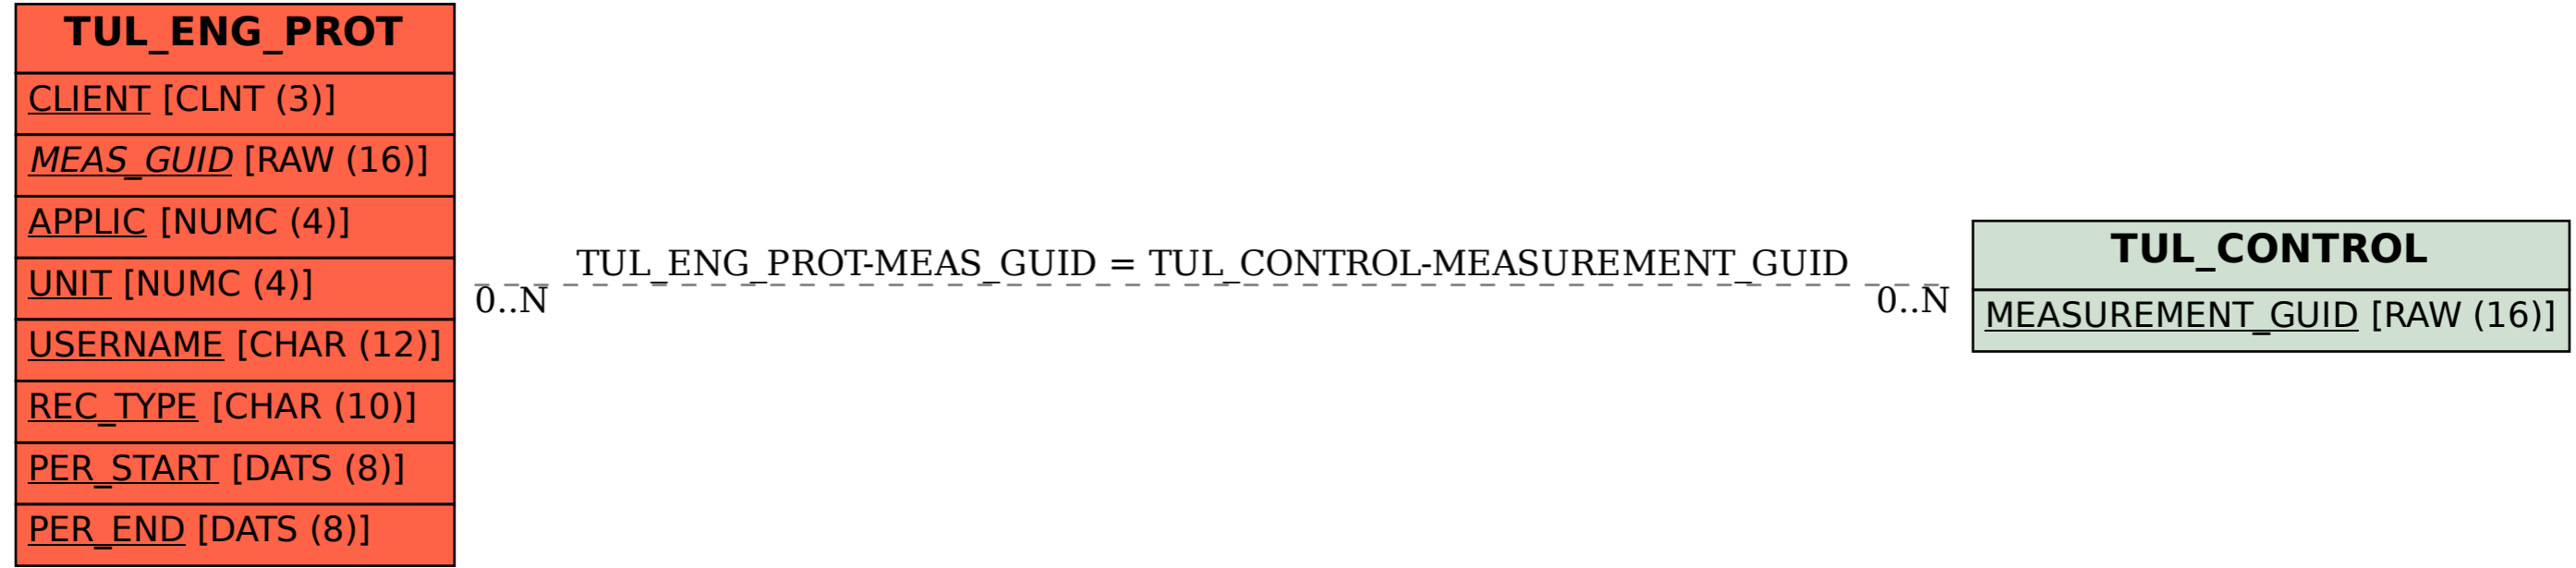 TUL_ENG_PROT
CLIENT [CLNT (3)]
MEAS_GUID [RAW (16)]
APPLIC [NUMC (4)]
UNIT [NUMC (4)]
USERNAME [CHAR (12)]
REC_TYPE [CHAR (10)]
PER_START [DATS (8)]
PER_END [DATS (8)]
TUL_ENG_PROT-MEAS_GUID = TUL_CONTROL-MEASUREMENT_GUID
0..N
0..N
TUL_CONTROL
MEASUREMENT_GUID [RAW (16)]